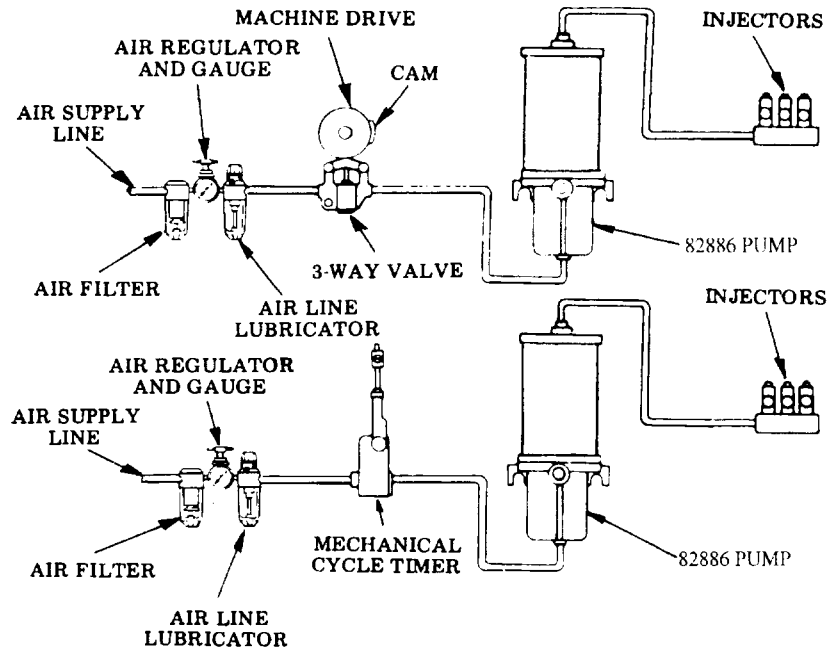 MACHINE DRIVE
INJECTORS
AIR REGULATOR
AND GAUGE
CAM
AIR SUPPLY
LINE
82886 PUMP
3-WAY VALVE
AIR FILTER
AIR LINE
LUBRICATOR
INJECTORS
AIR REGULATOR
AND GAUGE
AIR SUPPLY
LINE
MECHANICAL
CYCLE TIMER
82886 PUMP
AIR FILTER
AIR LINE
LUBRICATOR